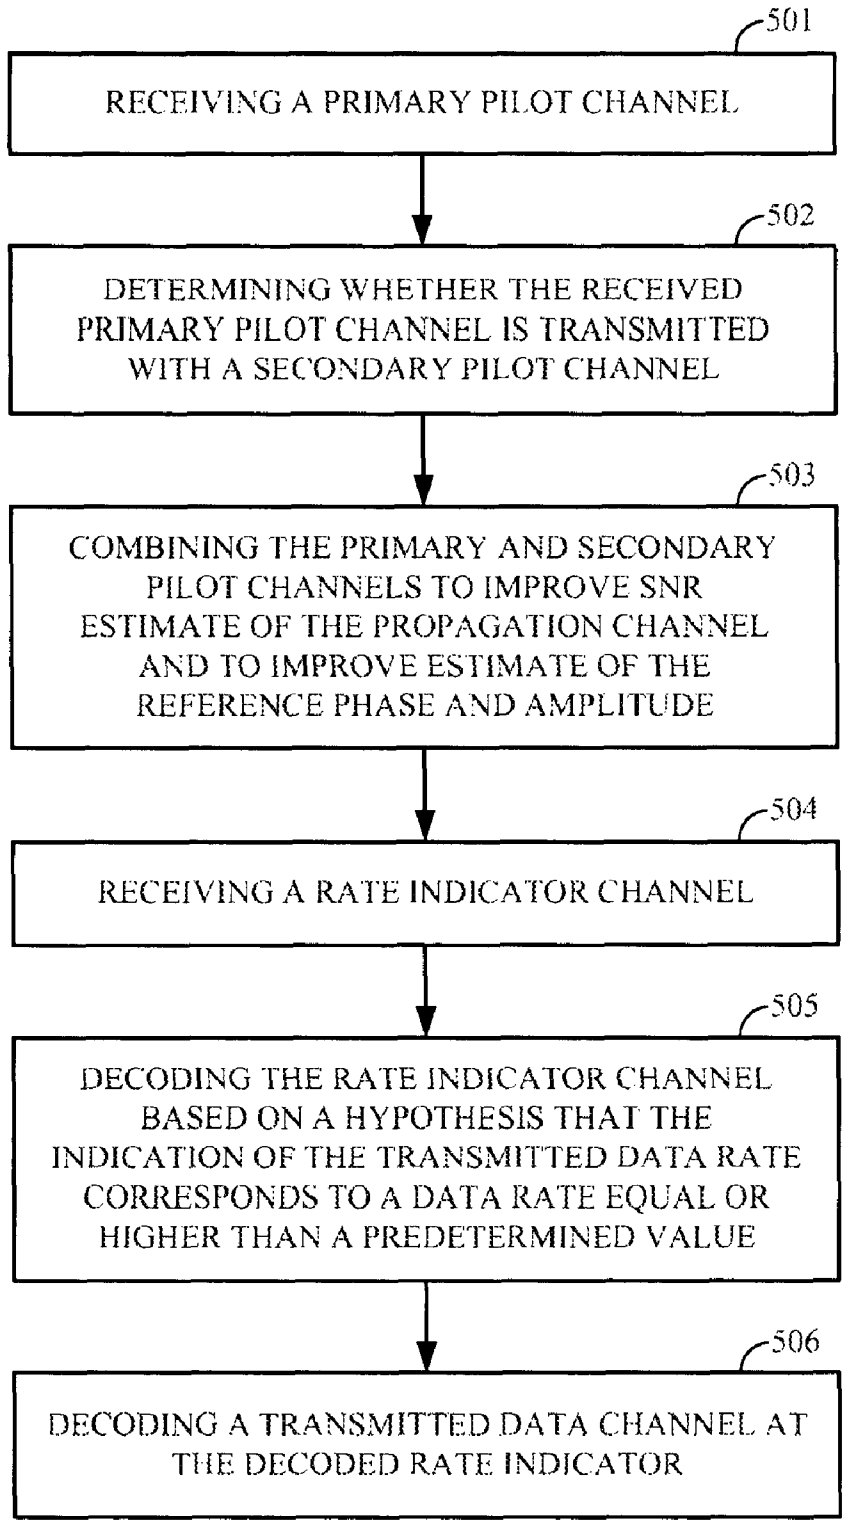 501
RECEIVING A PRIMARY PILOT CHANNEL
502
DETERMINING WHETHER THE RECEIVED
PRIMARY PILOT CHANNEL IS TRANSMITTED
WITH A SECONDARY PILOT CHANNEL
503
COMBINING THE PRIMARY AND SECONDARY
PILOT CHANNELS TO IMPROVE SNR
ESTIMATE OF THE PROPAGATION CHANNEL
AND TO IMPROVE ESTIMATE OF THE
REFERENCE PHASE AND AMPLITUDE
504
RECEIVING A RATE INDICATOR CHANNEL
505
DECODING THE RATE INDICATOR CHANNEL
BASED ON A HYPOTHESIS THAT THE
INDICATION OF THE TRANSMITTED DATA RATE
CORRESPONDS TO A DATA RATE EQUAL OR
HIGHER THAN A PREDETERMINED VALUE
506
DECODING A TRANSMITTED DATA CHANNEL AT
THE DECODED RATE INDICATOR